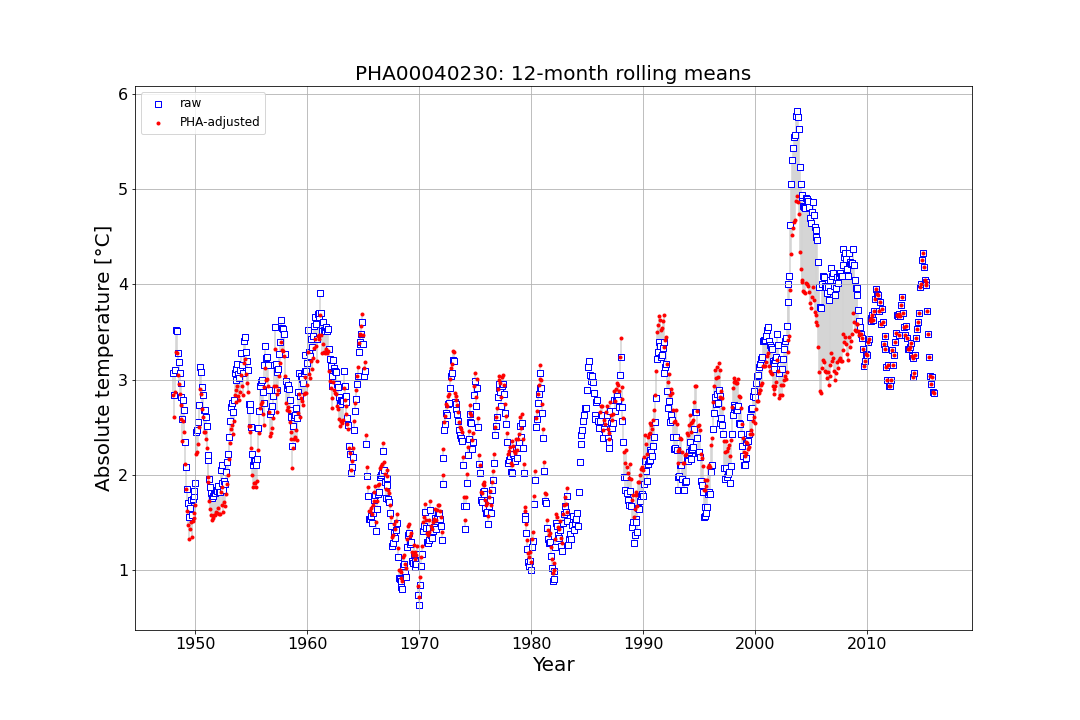 PHA00040230: 12-month rolling means
raw
PHA-adjusted
Absolute temperature [°C]
6
5
4
3
2
1
1950 1960 1970 1980 1990 2000 2010
Year